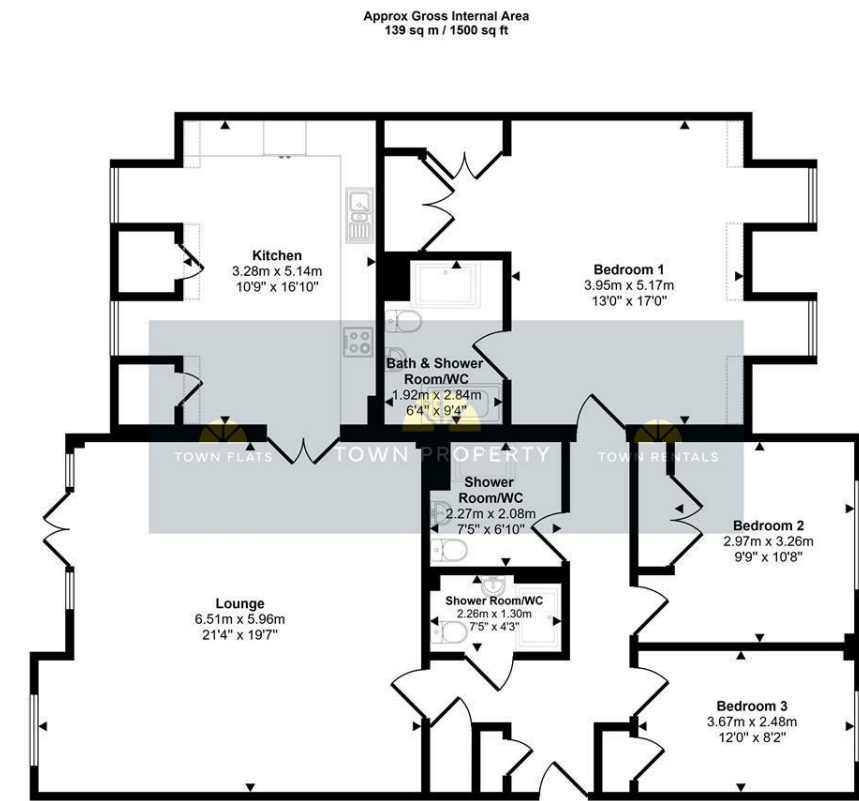 Approx Gross Internal Area
139 sq m / 1500 sq ft
Kitchen
3.28m x 5.14m
10'9" x 16'10"
Bedroom 1
3.95m x 5.17m
13'0" x 17'0"
Bath & Shower
Room/WC
1.92m x 2.84m
6'4" x 9'4"
TOWN FLATS
TOWN PROPERTY
TOWN RENTALS
Shower
Room/WC
2.27m x 2.08m
7'5" x 6'10"
Bedroom 2
2.97m x 3.26m
9'9" x 10'8"
Lounge
6.51m x 5.96m
21'4" x 19'7"
Shower Room/WC
2.26m x 1.30m
7'5" x 4'3"
Bedroom 3
3.67m x 2.48m
12'0" x 8'2"